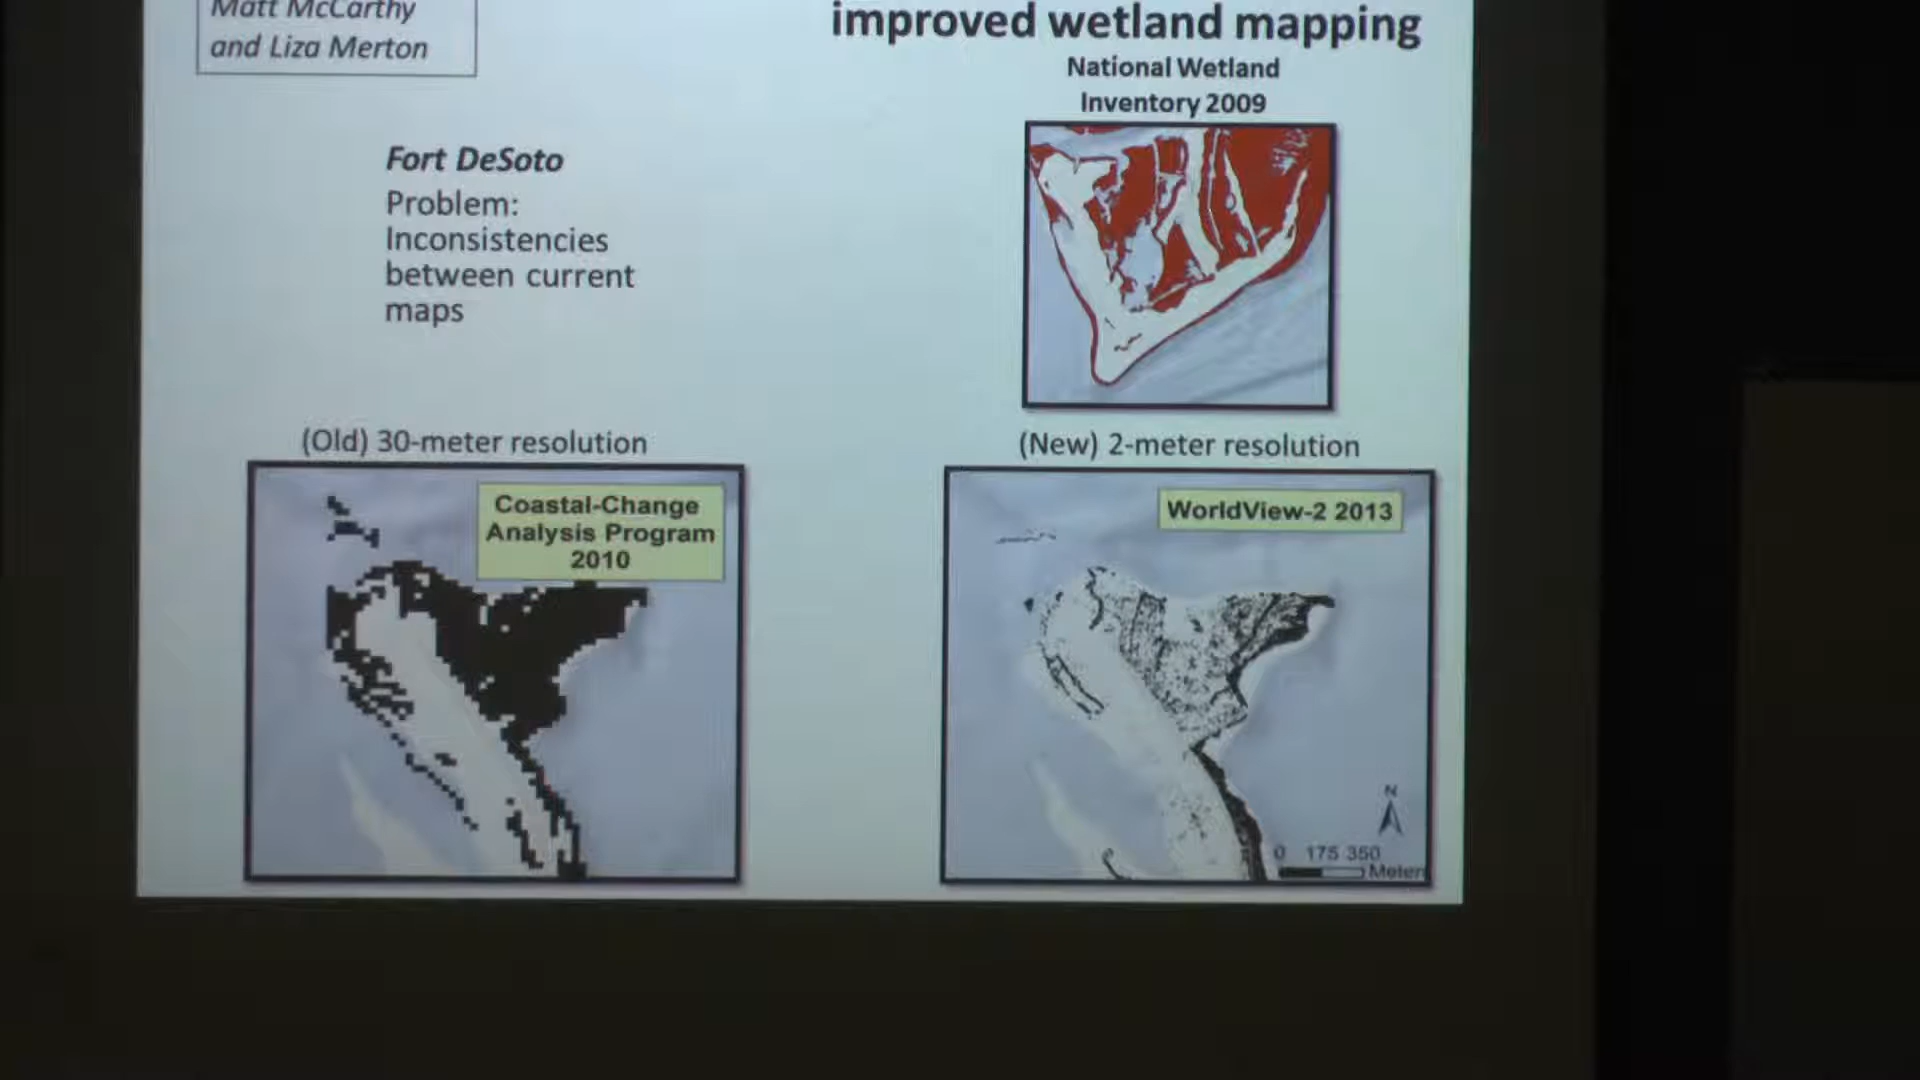 Matt McCarthy
and Liza Merton
improved wetland mapping
National Wetland
Inventory 2009
Fort DeSoto
Problem:
Inconsistencies
between current
maps
(Old) 30-meter resolution
(New) 2-meter resolution
Coastal-Change
Analysis Program
2010
WorldView-2 2013
N
0 175 350
Meters